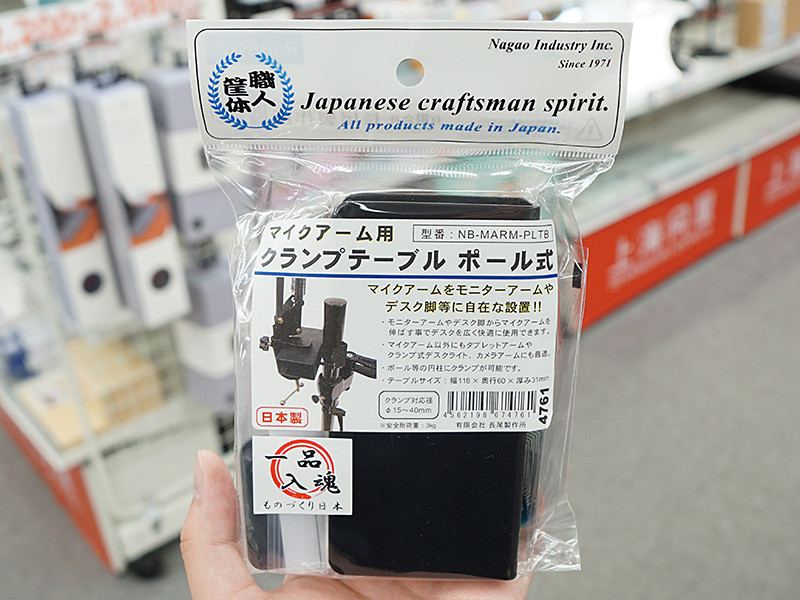 Nagao Industry Inc.
Since 1971
職人
筐体
Japanese craftsman spirit.
All products made in Japan.
マイクアーム用
型番:NB-MARM-PLTB
クランプテーブル ポール式
マイクアームをモニターアームや
デスク脚等に自在な設置!!
・モニターアームやデスク脚からマイクアームを
伸ばす事でデスクを広く快適に使用できます。
・マイクアーム以外にもタブレットアームや
クランプ式デスクライト、カメラアームにも最適。
・ポール等の円柱にクランプが可能です。
・テーブルサイズ:幅116×奥行60×厚み31mm
クランプ対応径
φ15~40mm
4562198 674761
4761
日本製
※安全耐荷重:3kg
有限会社 長尾製作所
一品
入魂
ものづくり日本
上海問屋